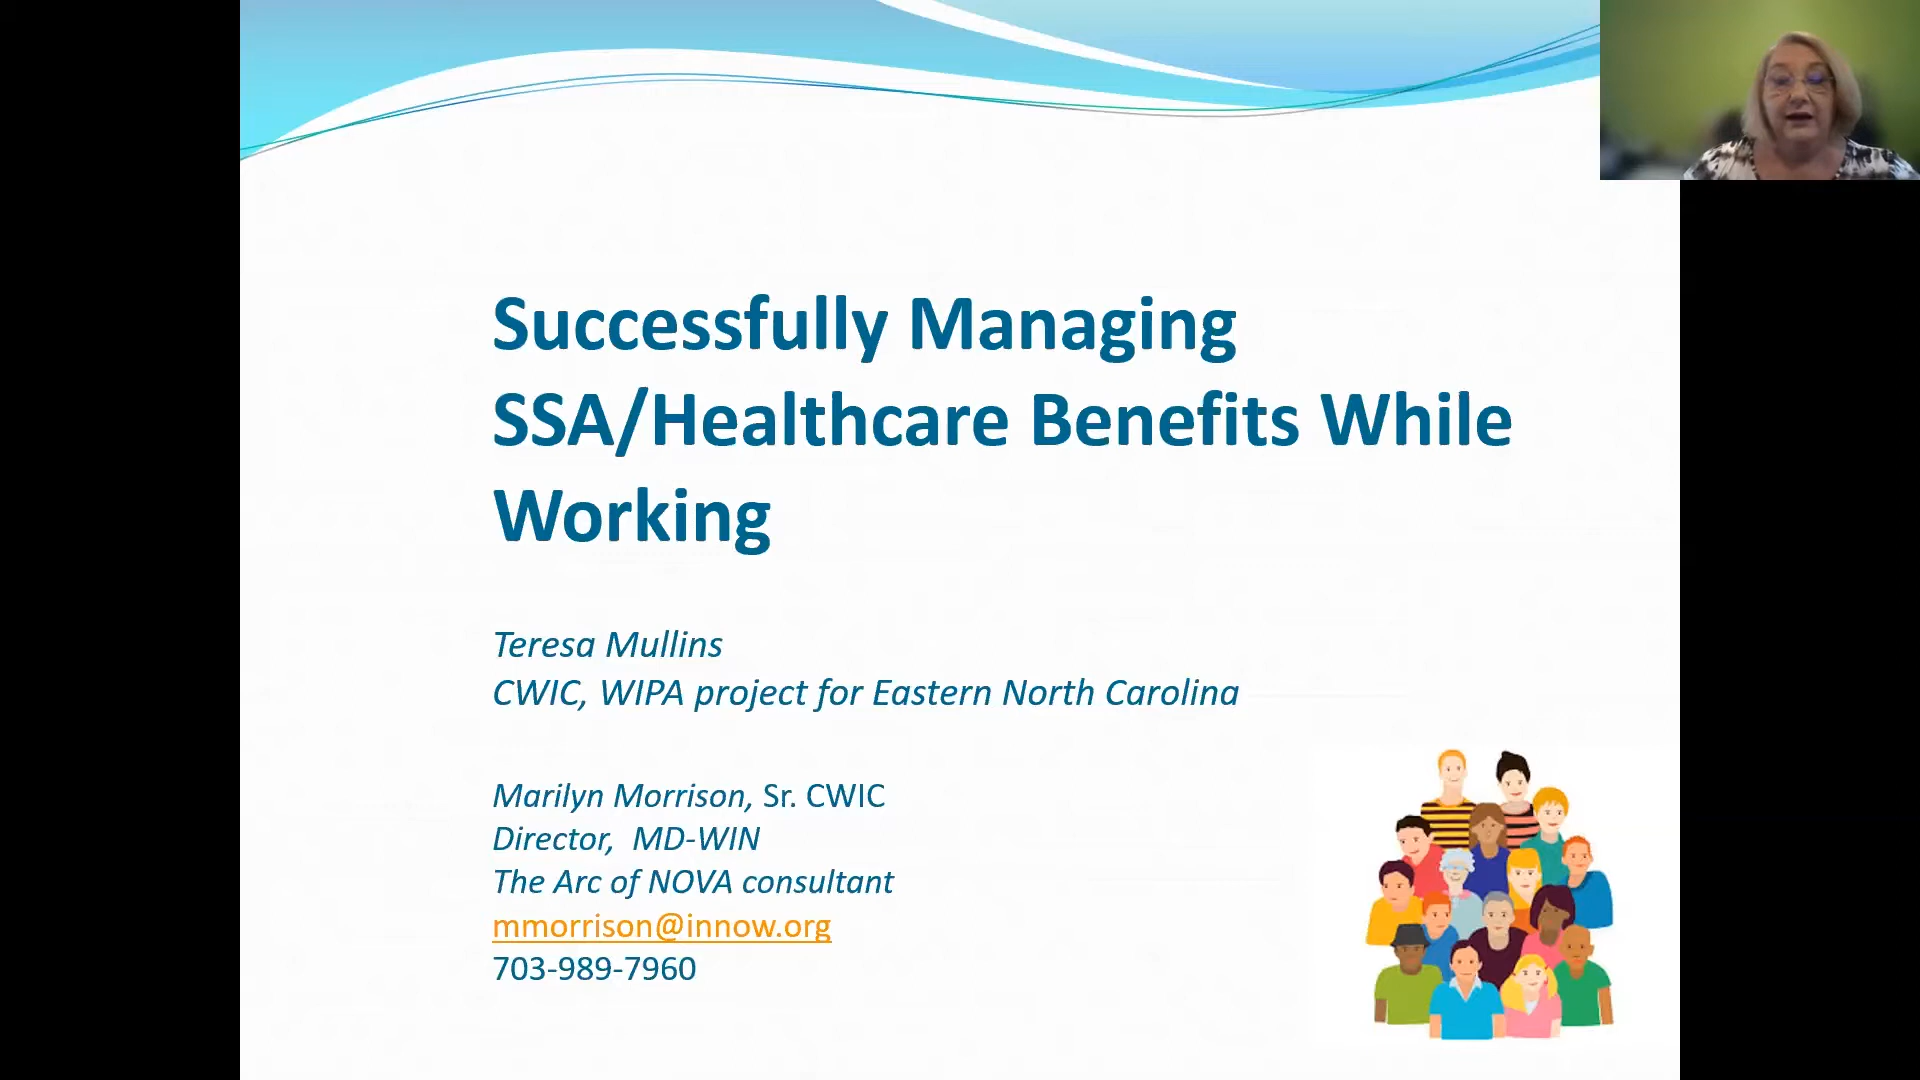 Successfully Managing
SSA/Healthcare Benefits While
Working
Teresa Mullins
CWIC, WIPA project for Eastern North Carolina
Marilyn Morrison, Sr. CWIC
Director, MD-WIN
The Arc of NOVA consultant
mmorrison@innow.org
703-989-7960